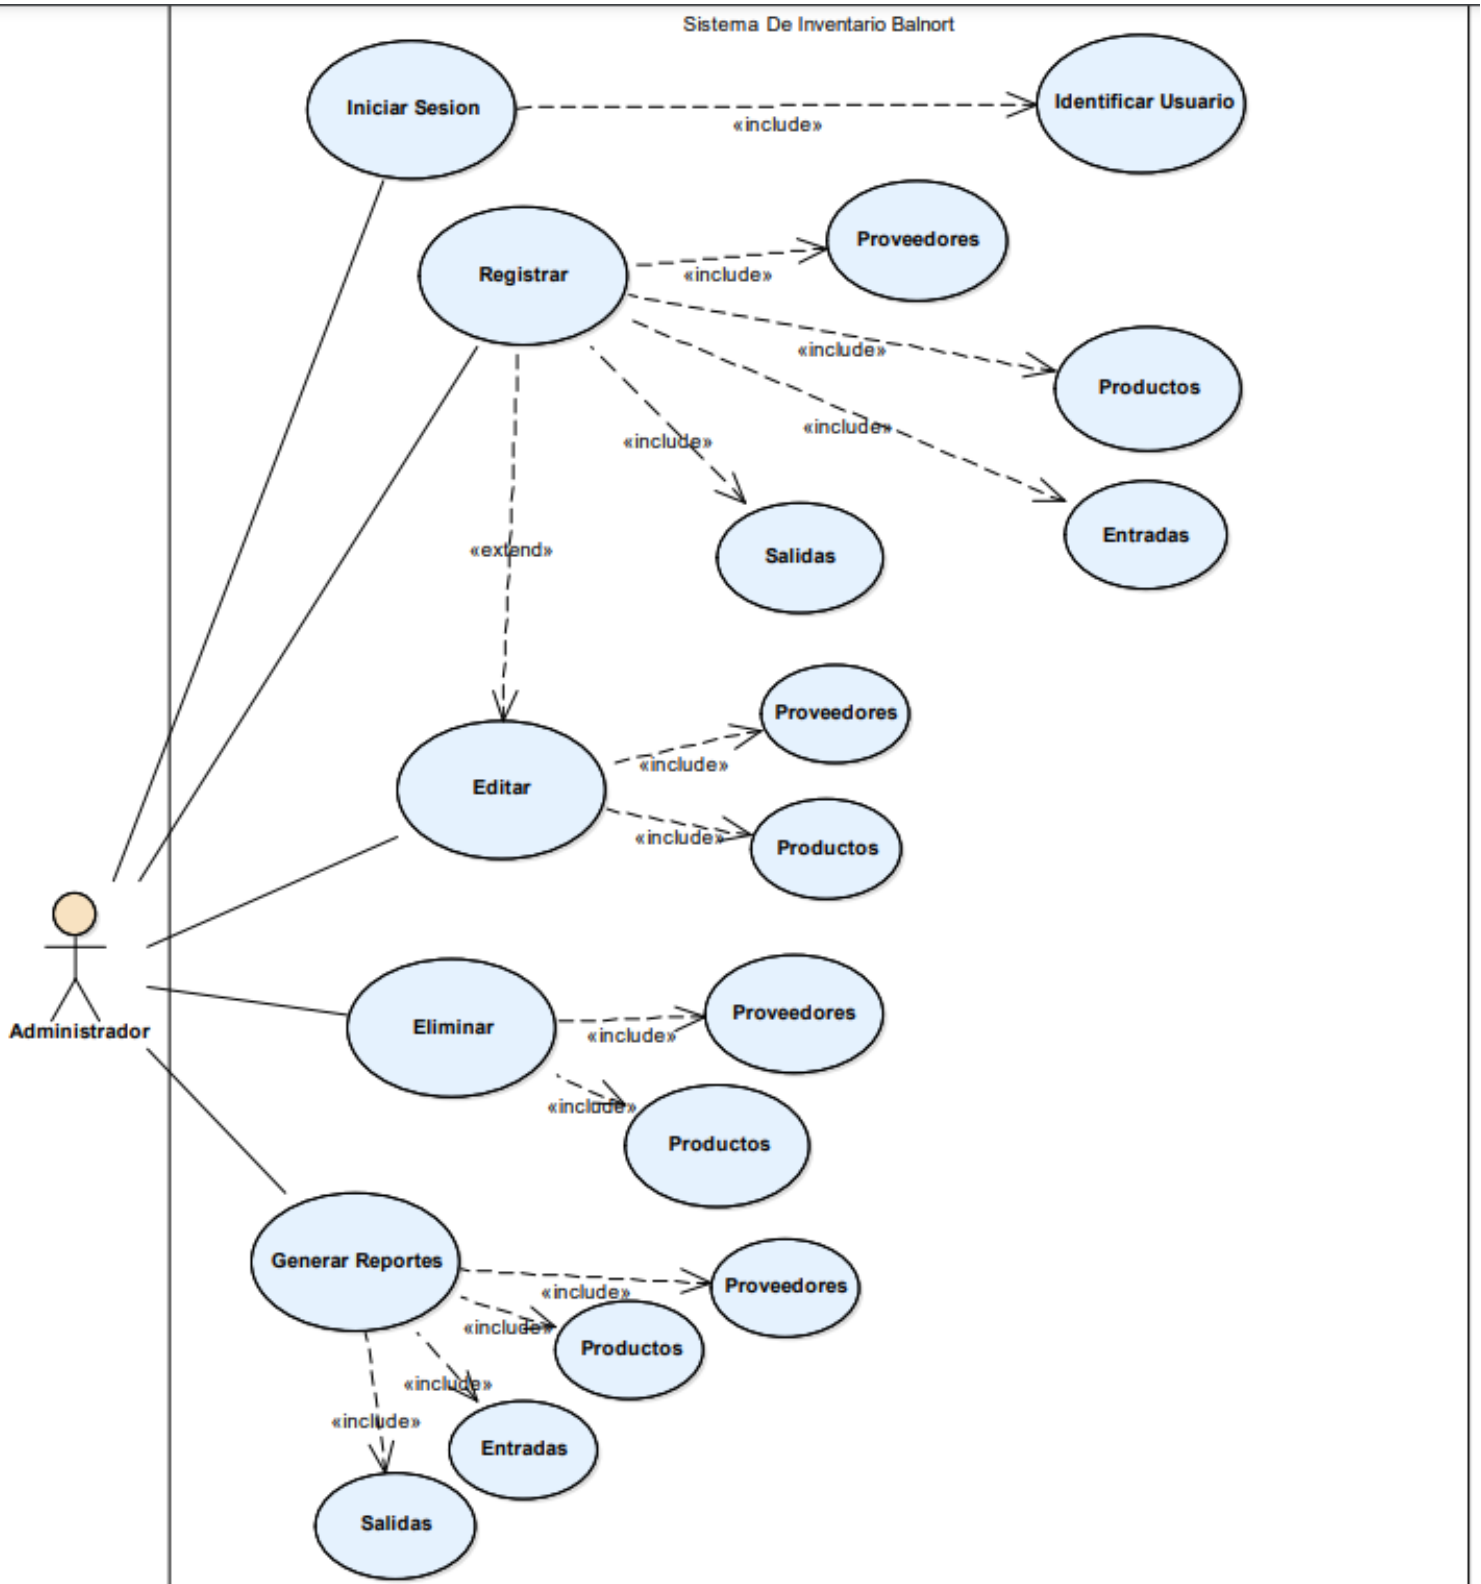 Sistema De Inventario Balnort
Iniciar Sesion
«include»
Identificar Usuario
Registrar
«include»
Proveedores
«include»
Productos
«include»
Entradas
«include»
Salidas
«extend»
Editar
«include»
Proveedores
«include»
Productos
Administrador
Eliminar
«include»
Proveedores
«include»
Productos
Generar Reportes
«include»
Proveedores
«include»
Productos
«include»
Entradas
«include»
Salidas